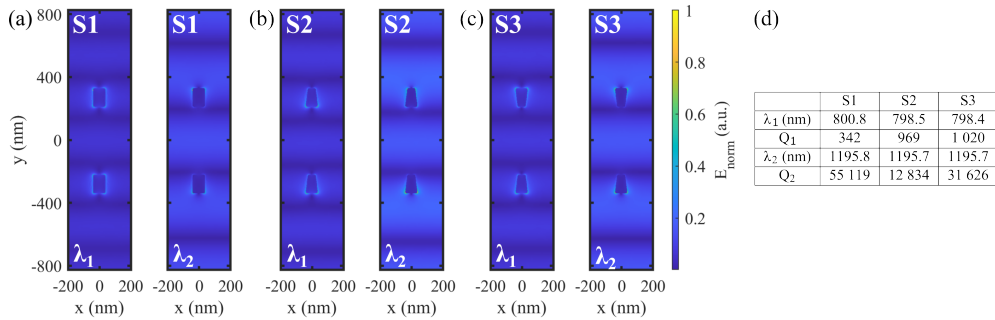 (a)
S1
S1
(b)
S2
S2
(c)
S3
S3
(d)
800
400
0
-400
-800
y (nm)
λ1
λ2
λ1
λ2
λ1
λ2
-200 0 200
-200 0 200
-200 0 200
-200 0 200
-200 0 200
-200 0 200
x (nm)
x (nm)
x (nm)
x (nm)
x (nm)
x (nm)
1
0.8
0.6
0.4
0.2
E_norm (a.u.)
S1 S2 S3
λ1 (nm) 800.8 798.5 798.4
Q1 342 969 1 020
λ2 (nm) 1195.8 1195.7 1195.7
Q2 55 119 12 834 31 626